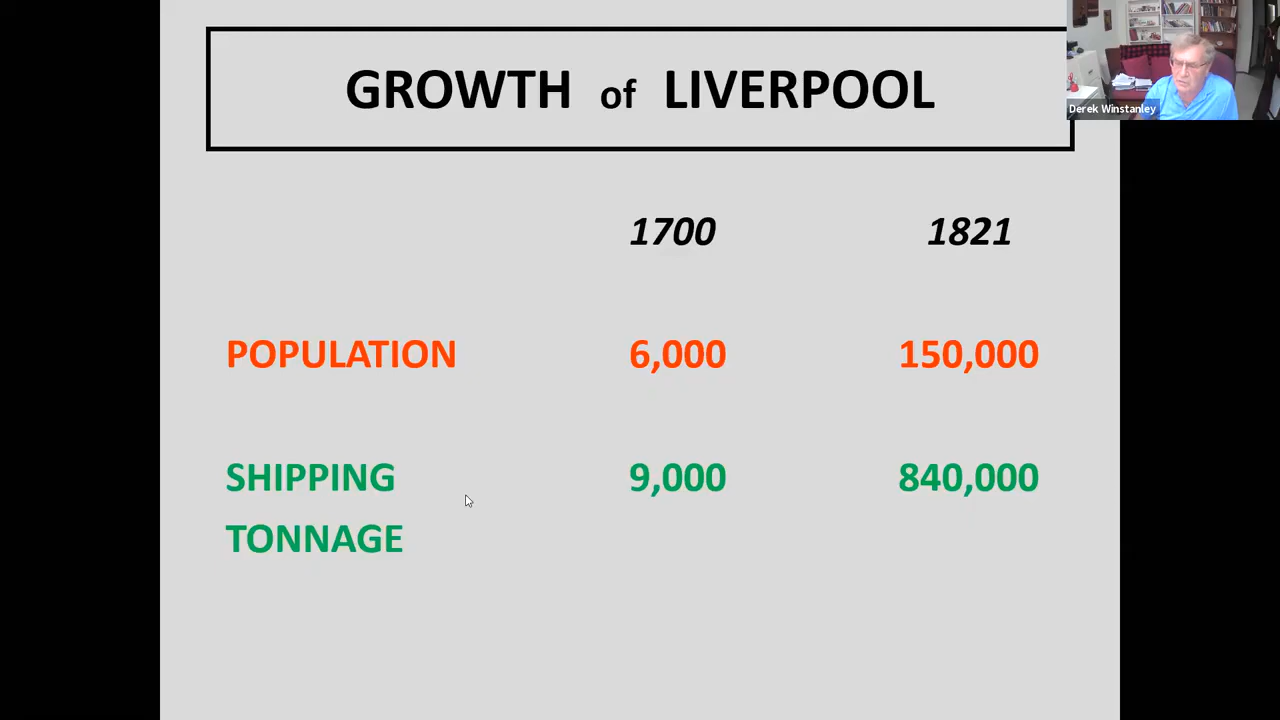 GROWTH of LIVERPOOL
Derek Winstanley
1700 1821
POPULATION 6,000 150,000
SHIPPING 9,000 840,000
TONNAGE